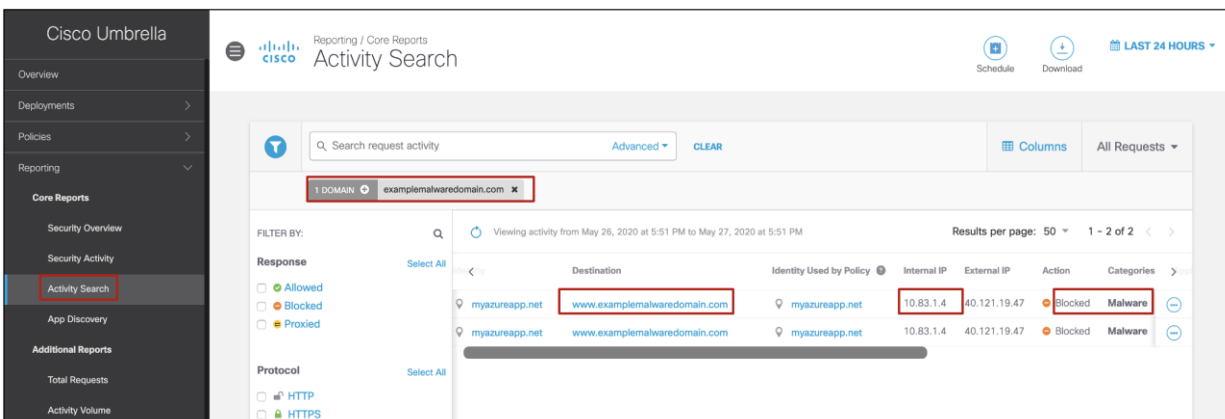 Cisco Umbrella
Overview
Deployments
Policies
Reporting
Core Reports
Security Overview
Security Activity
Activity Search
App Discovery
Additional Reports
Total Requests
Activity Volume
CISCO
Reporting / Core Reports
Activity Search
Schedule
Download
LAST 24 HOURS
Search request activity
Advanced
CLEAR
Columns
All Requests
1 DOMAIN
examplemalwaredomain.com
FILTER BY:
Viewing activity from May 26, 2020 at 5:51 PM to May 27, 2020 at 5:51 PM
Results per page: 50
1 - 2 of 2
Response
Select All
Allowed
Blocked
Proxied
Protocol
Select All
HTTP
HTTPS
Destination Identity Used by Policy Internal IP External IP Action Categories
myazureapp.net www.examplemalwaredomain.com myazureapp.net 10.83.1.4 40.121.19.47 Blocked Malware
myazureapp.net www.examplemalwaredomain.com myazureapp.net 10.83.1.4 40.121.19.47 Blocked Malware